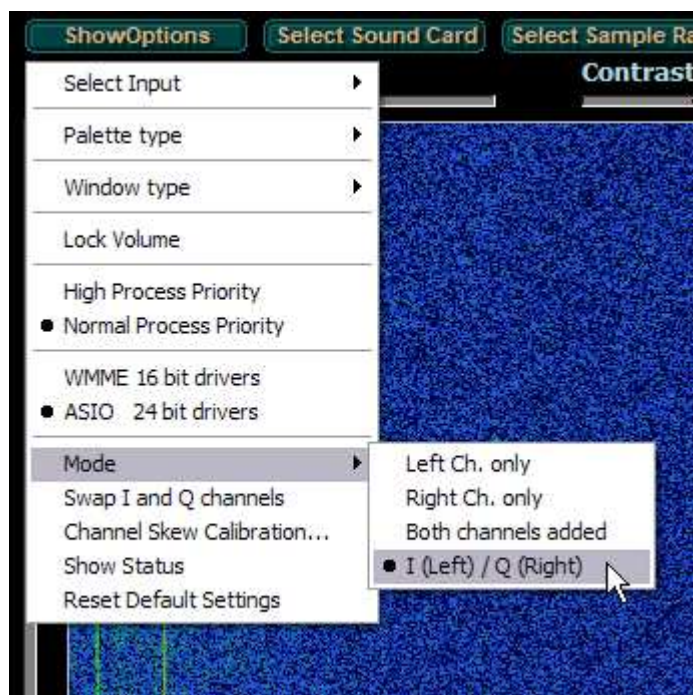 ShowOptions
Select Sound Card
Select Sample Ra
Contrast
Select Input
Palette type
Window type
Lock Volume
High Process Priority
Normal Process Priority
WMME 16 bit drivers
ASIO 24 bit drivers
Mode
Swap I and Q channels
Channel Skew Calibration...
Show Status
Reset Default Settings
Left Ch. only
Right Ch. only
Both channels added
I (Left) / Q (Right)